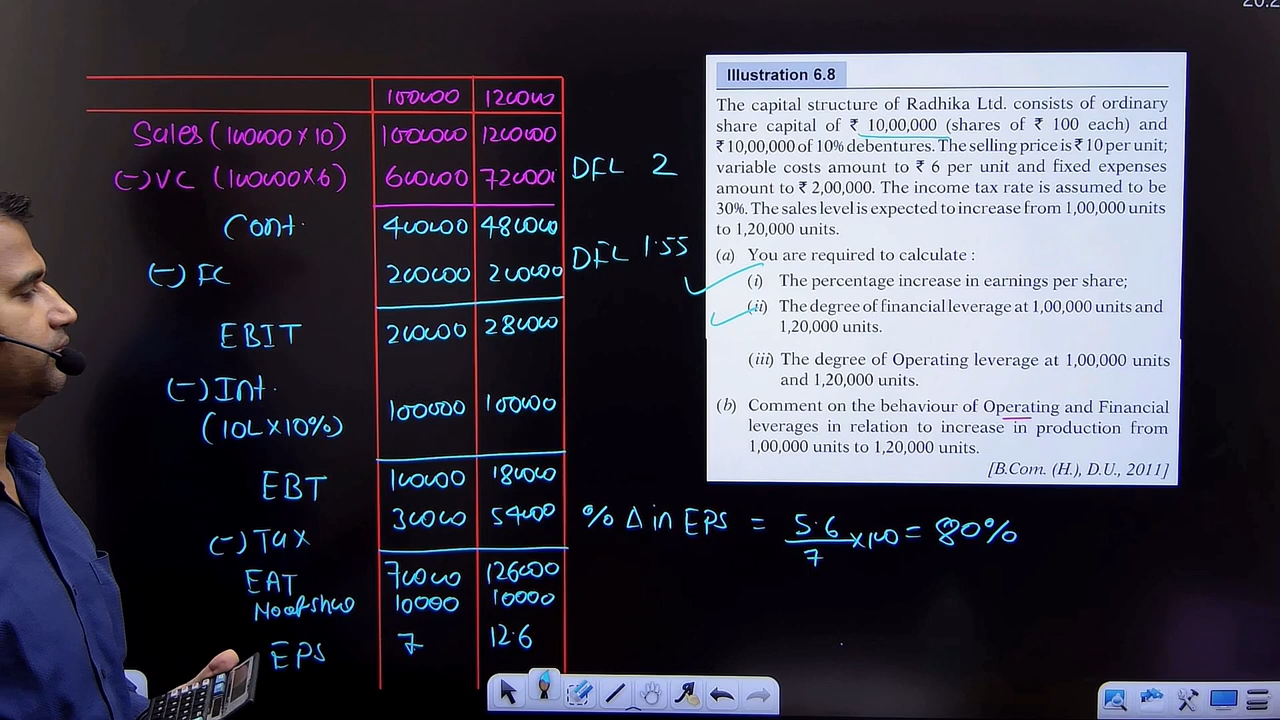 100000 120000
Sales (100000×10) 1000000 1200000
(-) VC (100000×6) 600000 720000
Cont. 400000 480000
(-) FC 200000 200000
EBIT 200000 280000
(-) Int.
(10L×10%) 100000 100000
EBT 100000 180000
(-) Tax 30000 54000
EAT 70000 126000
No of share 10000 10000
EPS 7 12.6
DFL 2
DFL 1.55
% Δ in EPS = 5.6/7 ×100 = 80%
Illustration 6.8
The capital structure of Radhika Ltd. consists of ordinary
share capital of ₹ 10,00,000 (shares of ₹ 100 each) and
₹ 10,00,000 of 10% debentures. The selling price is ₹ 10 per unit;
variable costs amount to ₹ 6 per unit and fixed expenses
amount to ₹ 2,00,000. The income tax rate is assumed to be
30%. The sales level is expected to increase from 1,00,000 units
to 1,20,000 units.
(a) You are required to calculate :
(i) The percentage increase in earnings per share;
(ii) The degree of financial leverage at 1,00,000 units and
1,20,000 units.
(iii) The degree of Operating leverage at 1,00,000 units
and 1,20,000 units.
(b) Comment on the behaviour of Operating and Financial
leverages in relation to increase in production from
1,00,000 units to 1,20,000 units.
[B.Com. (H.), D.U., 2011]